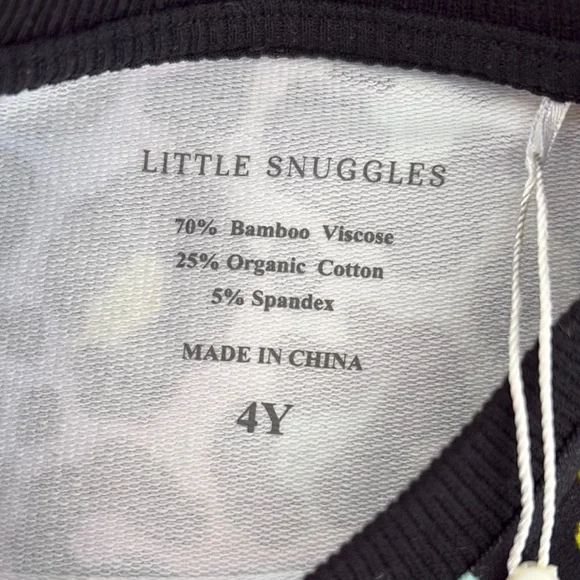 LITTLE SNUGGLES
70% Bamboo Viscose
25% Organic Cotton
5% Spandex
MADE IN CHINA
4Y